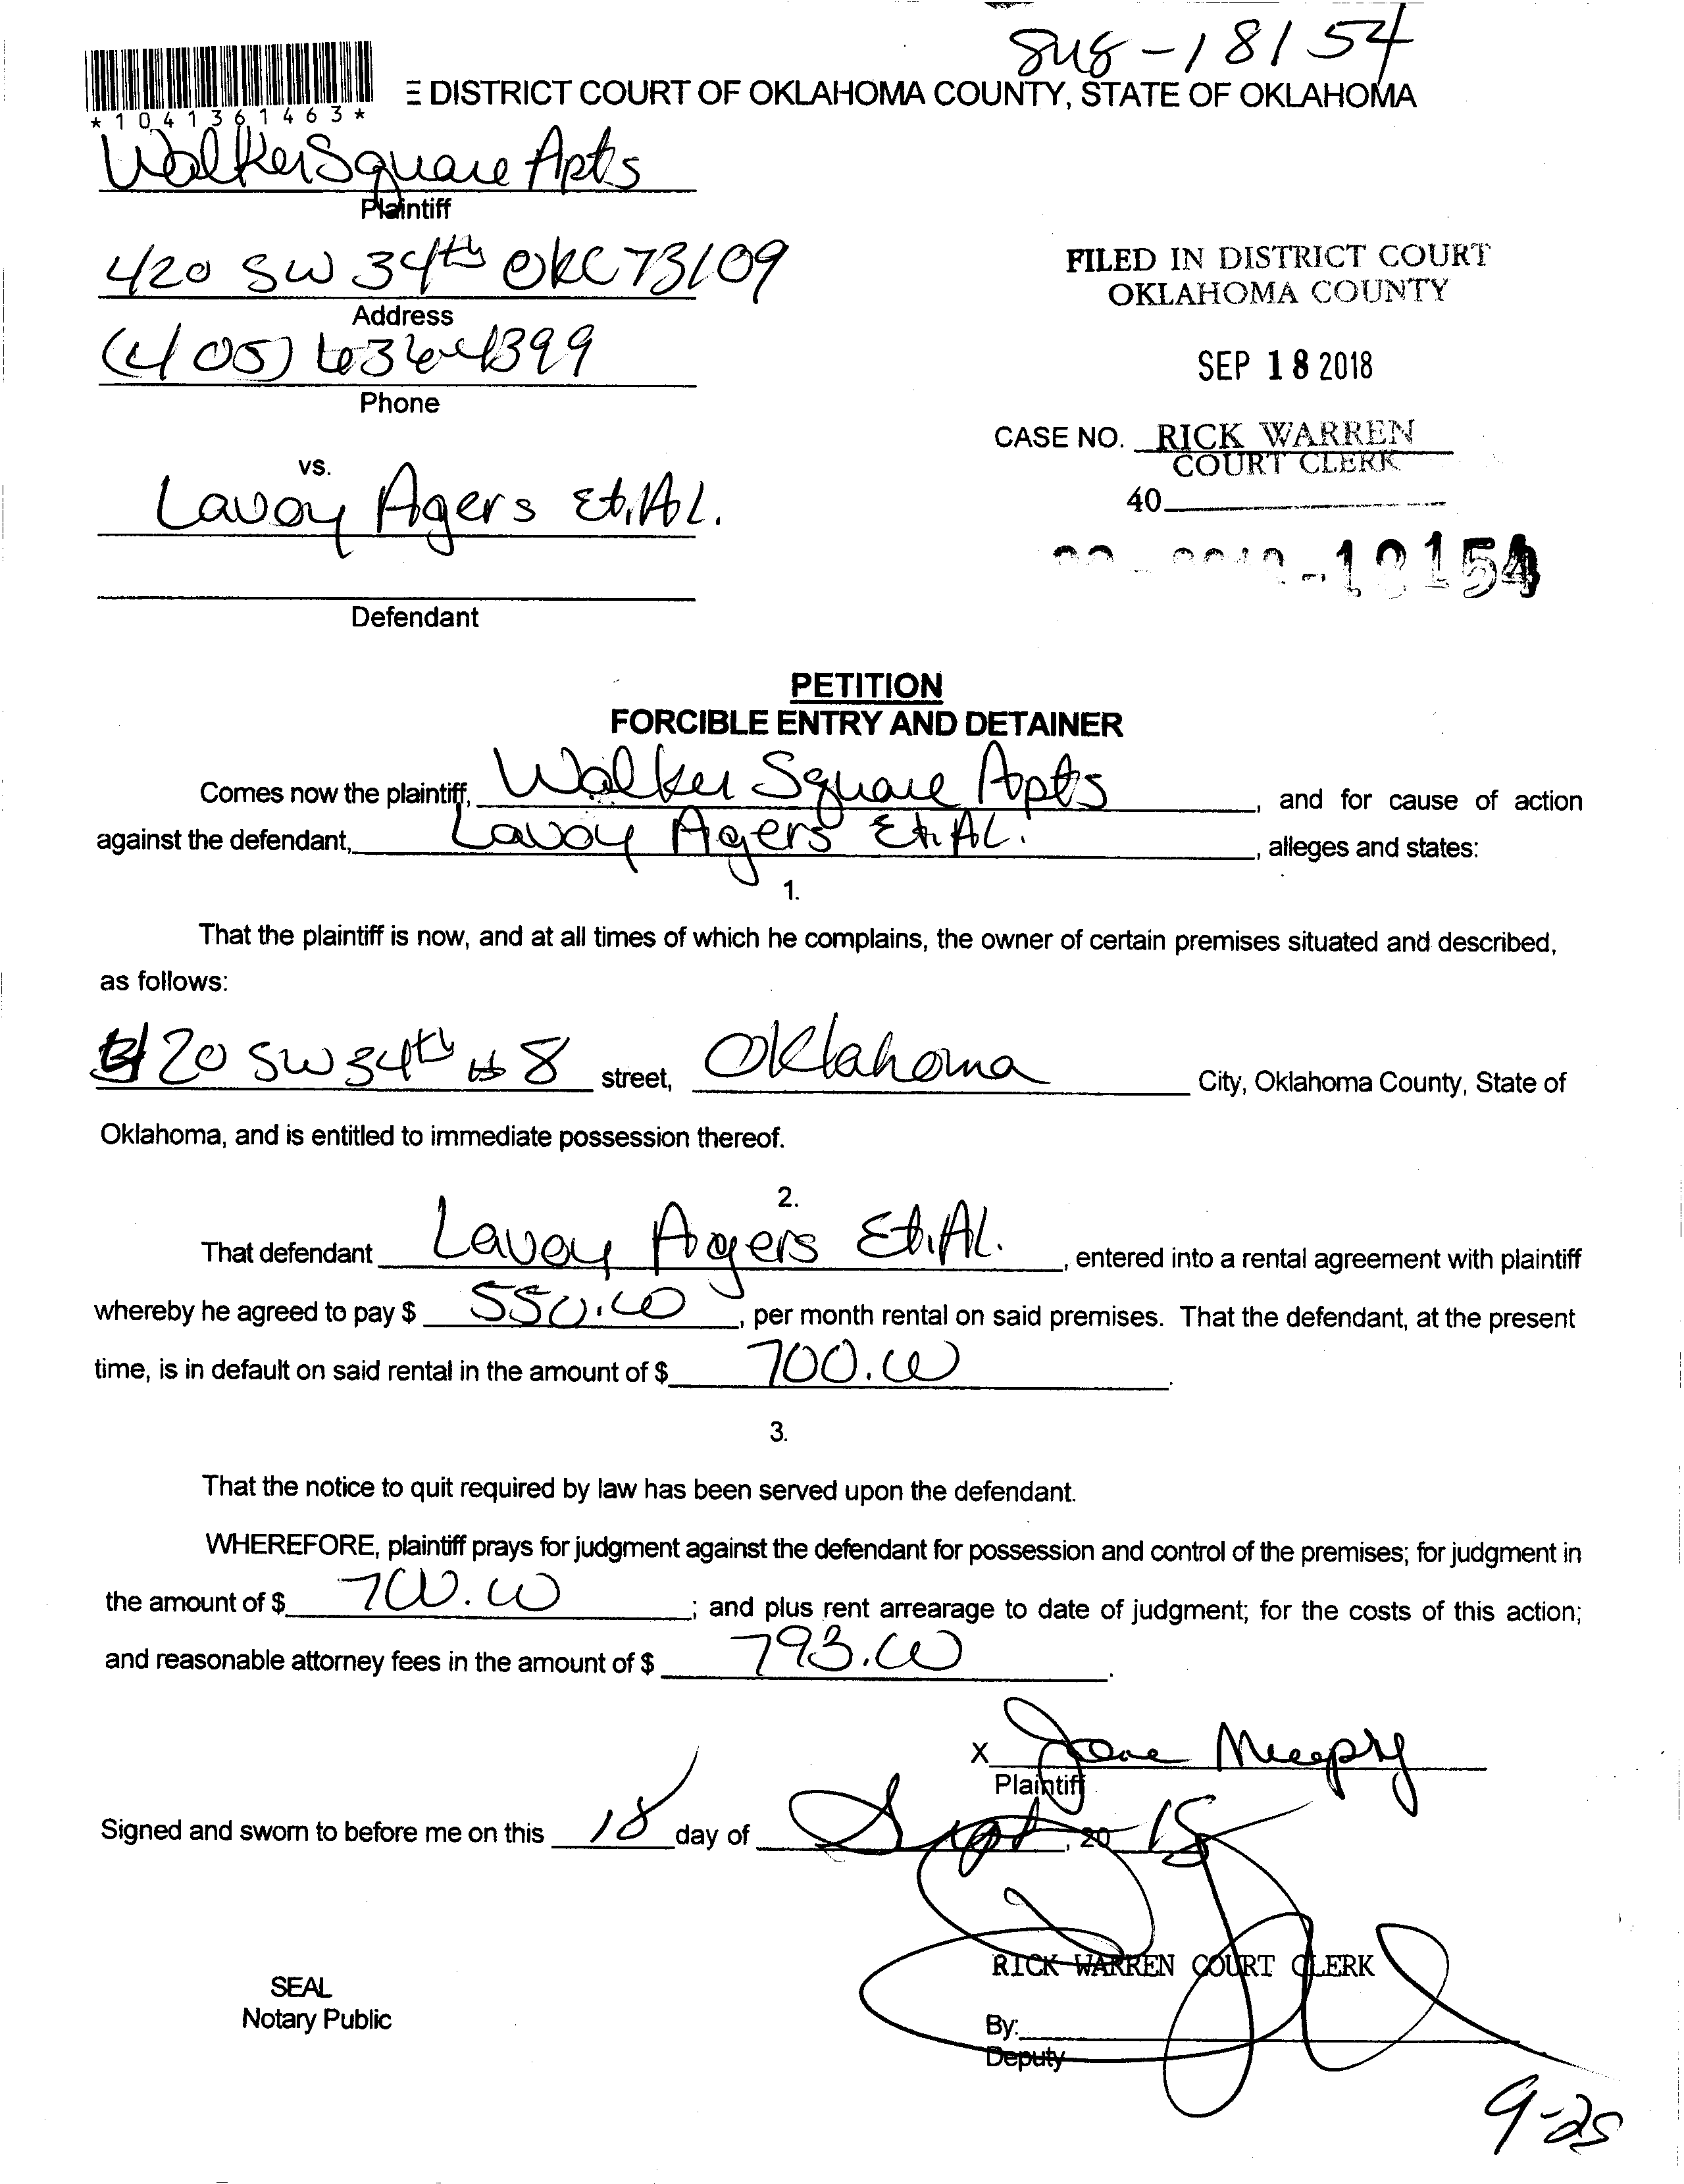 18154
*1041361463*
E DISTRICT COURT OF OKLAHOMA COUNTY, STATE OF OKLAHOMA
Walker Square Apts
Plaintiff
420 SW 34th OKC 73109
Address
(405) 636-4399
Phone
vs.
Lavoy Agers Et.Al.
Defendant
FILED IN DISTRICT COURT
OKLAHOMA COUNTY
SEP 18 2018
CASE NO. RICK WARREN
COURT CLERK
40
PETITION
FORCIBLE ENTRY AND DETAINER
Comes now the plaintiff, Walker Square Apts, and for cause of action
against the defendant, Lavoy Agers Et.Al., alleges and states:
1.
That the plaintiff is now, and at all times of which he complains, the owner of certain premises situated and described,
as follows:
420 SW 34th # 8 street, Oklahoma City, Oklahoma County, State of
Oklahoma, and is entitled to immediate possession thereof.
2.
That defendant Lavoy Agers Et.Al., entered into a rental agreement with plaintiff
whereby he agreed to pay $ 550.00, per month rental on said premises. That the defendant, at the present
time, is in default on said rental in the amount of $ 700.00.
3.
That the notice to quit required by law has been served upon the defendant.
WHEREFORE, plaintiff prays for judgment against the defendant for possession and control of the premises; for judgment in
the amount of $ 700.00; and plus rent arrearage to date of judgment; for the costs of this action;
and reasonable attorney fees in the amount of $ 793.00.
X
Plaintiff
Signed and sworn to before me on this 18 day of Sept, 20 18
RICK WARREN COURT CLERK
SEAL
Notary Public
By:
Deputy